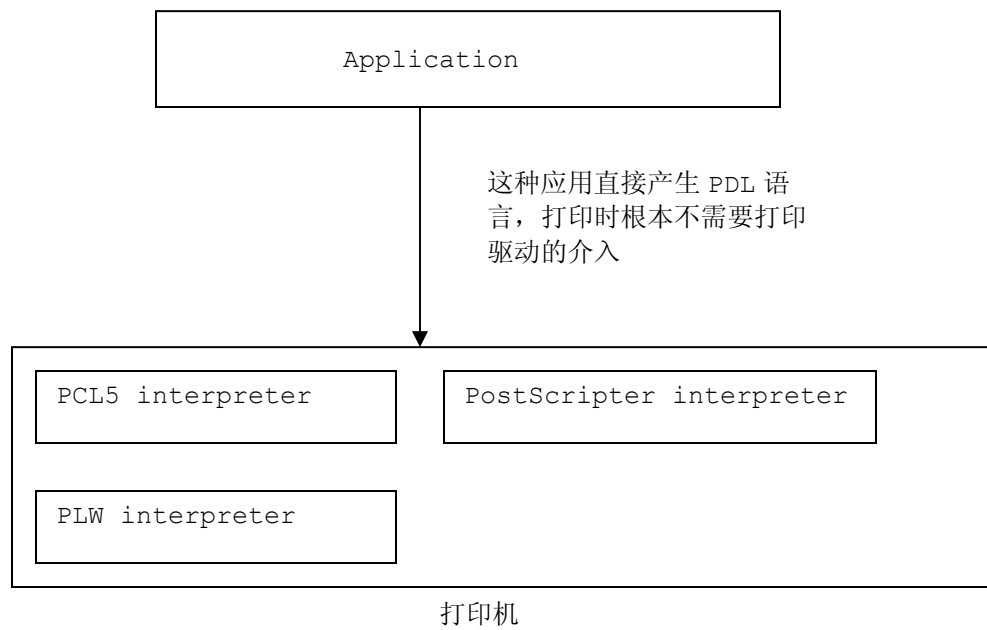 Application
这种应用直接产生 PDL 语
言，打印时根本不需要打印
驱动的介入
PCL5 interpreter
PostScripter interpreter
PLW interpreter
打印机